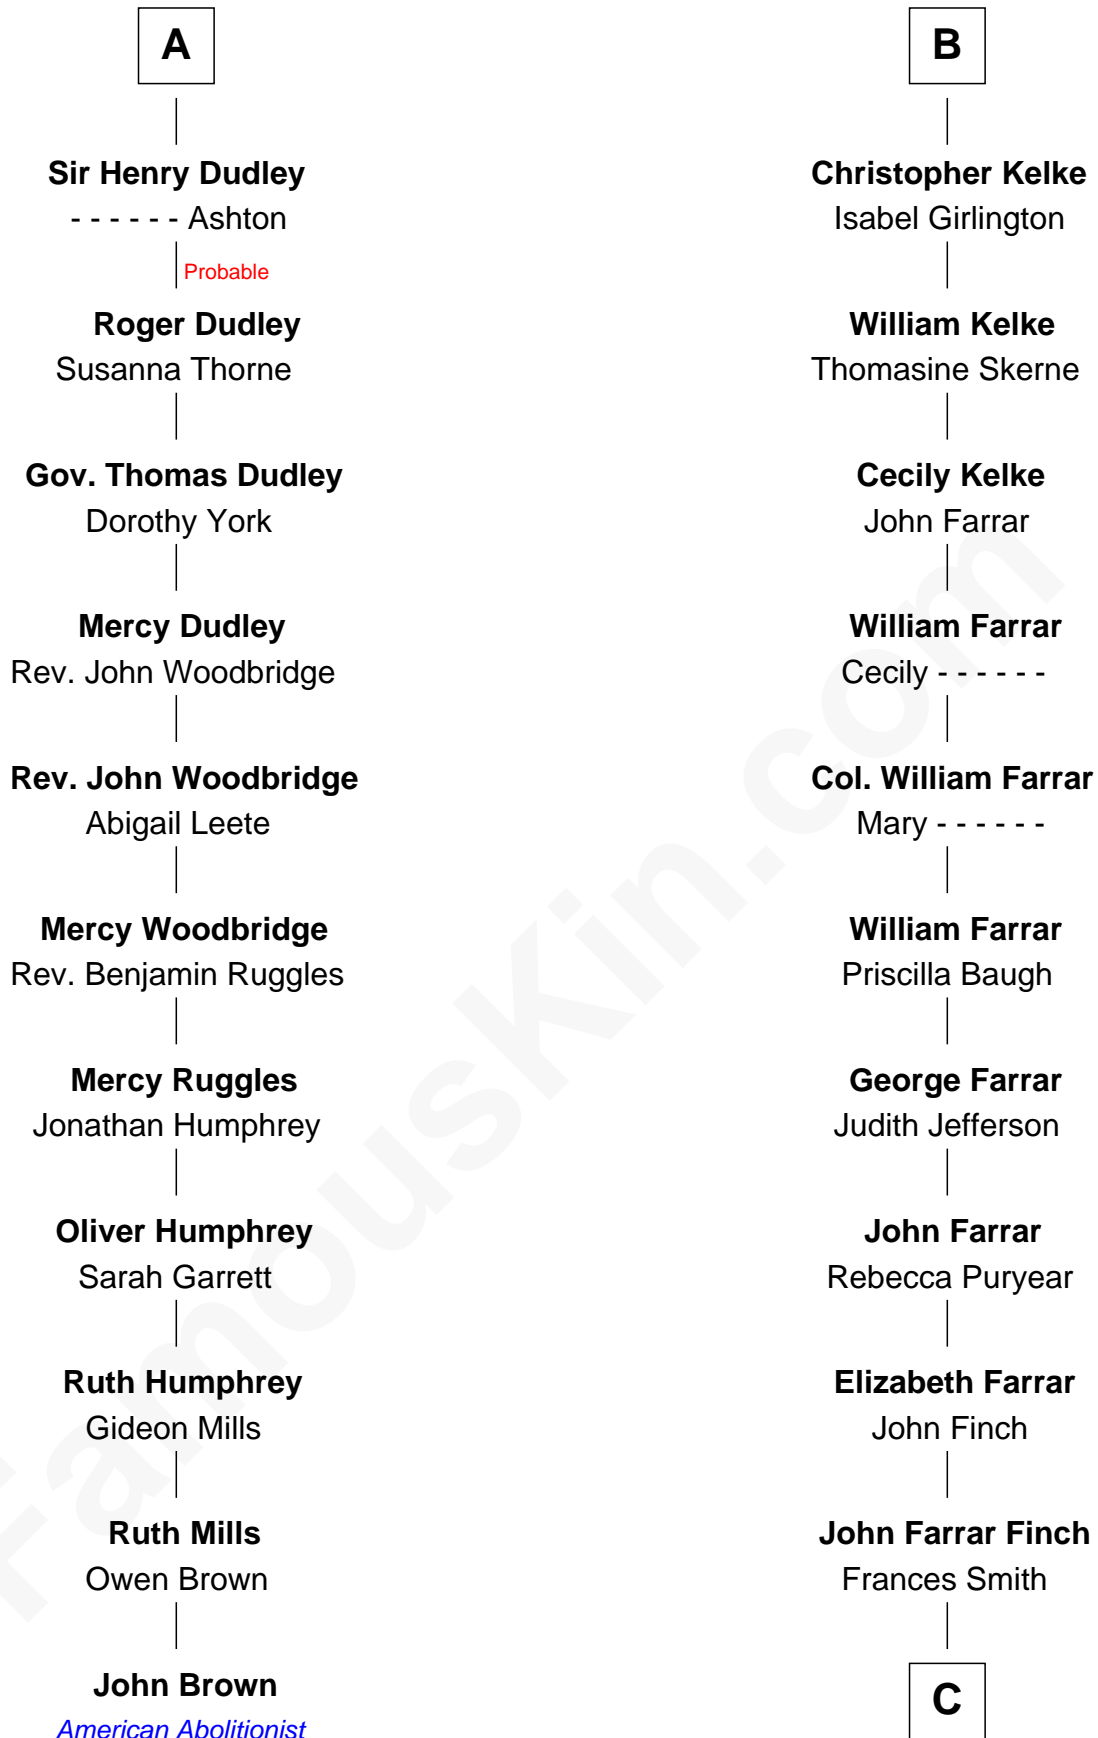 A
Sir Henry Dudley
- - - - - - Ashton
Probable
Roger Dudley
Susanna Thorne
Gov. Thomas Dudley
Dorothy York
Mercy Dudley
Rev. John Woodbridge
Rev. John Woodbridge
Abigail Leete
Mercy Woodbridge
Rev. Benjamin Ruggles
Mercy Ruggles
Jonathan Humphrey
Oliver Humphrey
Sarah Garrett
Ruth Humphrey
Gideon Mills
Ruth Mills
Owen Brown
John Brown
American Abolitionist
B
Christopher Kelke
Isabel Girlington
William Kelke
Thomasine Skerne
Cecily Kelke
John Farrar
William Farrar
Cecily - - - - - -
Col. William Farrar
Mary - - - - - -
William Farrar
Priscilla Baugh
George Farrar
Judith Jefferson
John Farrar
Rebecca Puryear
Elizabeth Farrar
John Finch
John Farrar Finch
Frances Smith
C
FamousKin.com